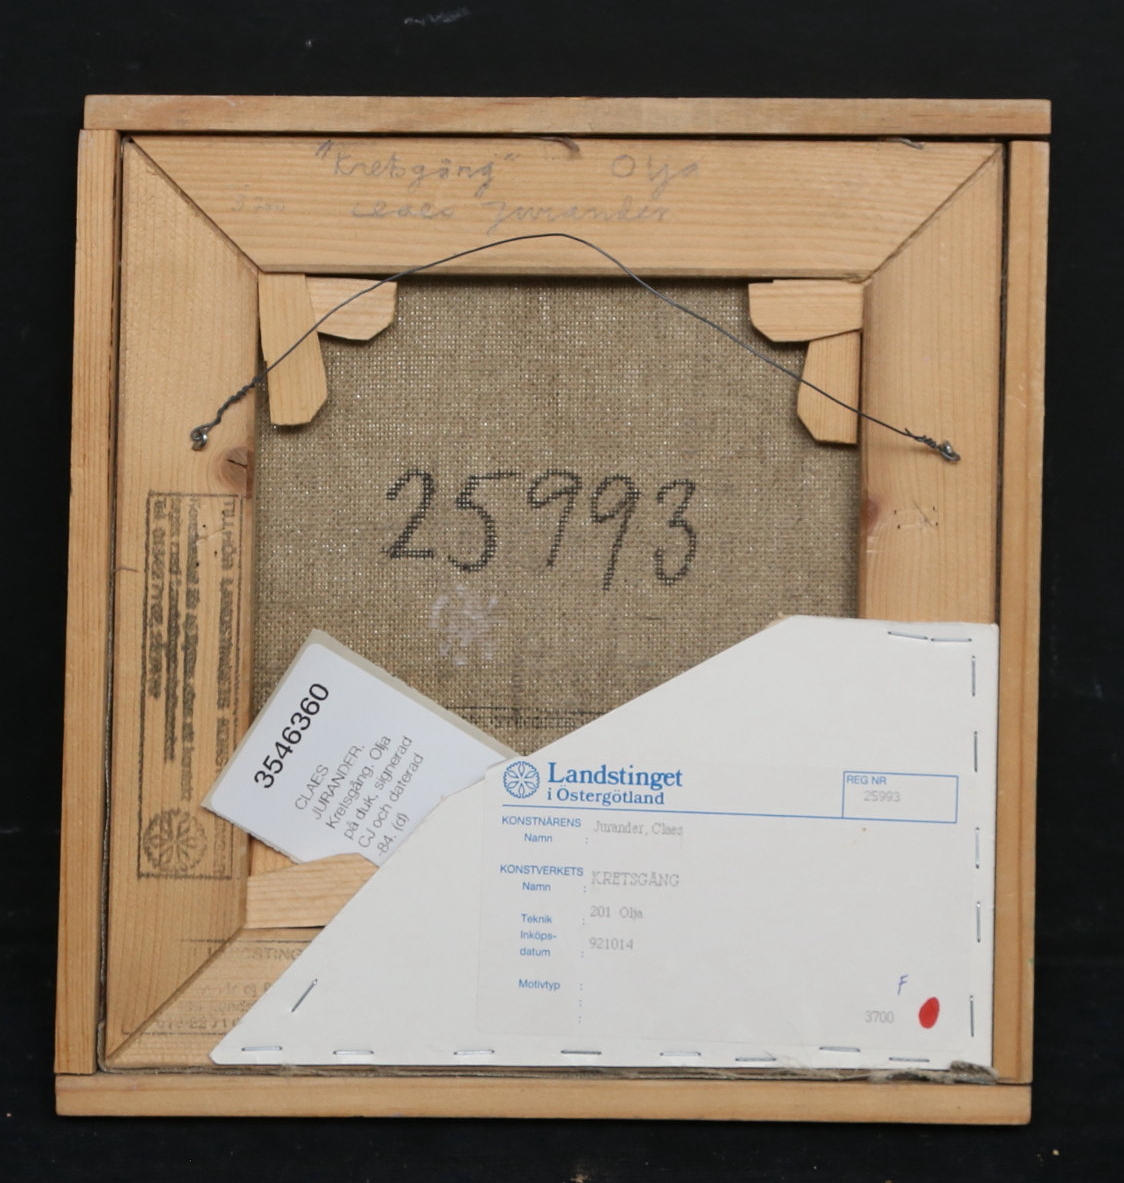 "Kretsgång" Olja
Claes Jurander
25993
3546360
CLAES
JURANDER.
Kretsgång. Olja
på duk, signerad
CJ och daterad
-84. (d)
Landstinget
i Östergötland
REG NR
25993
KONSTNÄRENS
Namn : Jurander, Claes
KONSTVERKETS
Namn : KRETSGÅNG
Teknik : 201 Olja
Inköps-
datum : 921014
Motivtyp :
:
:
F
3700